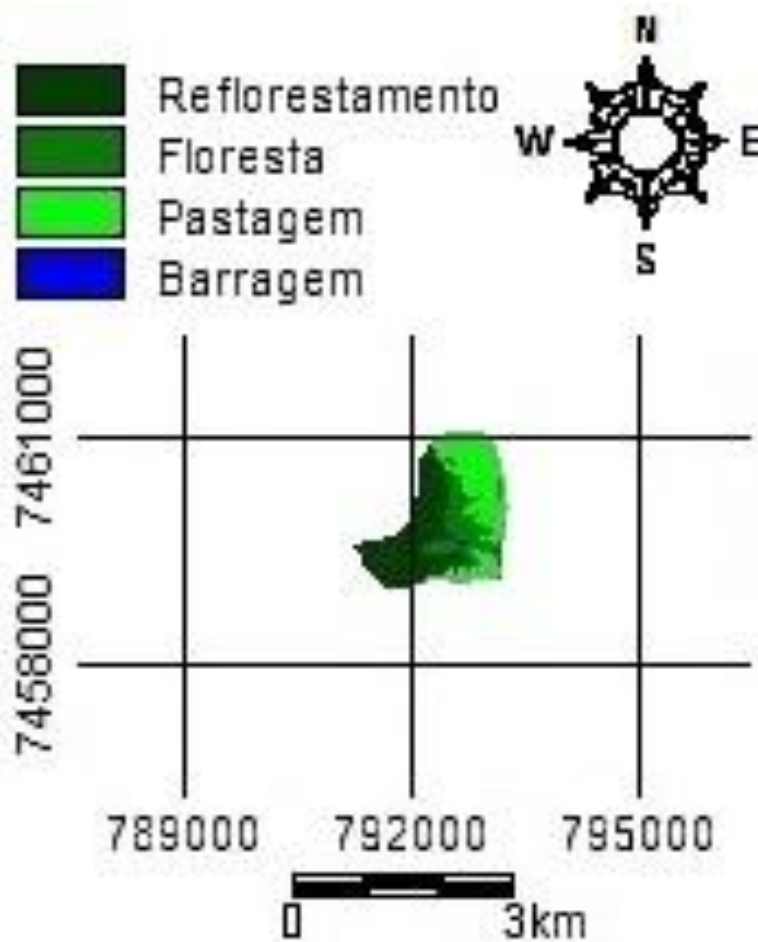 N
Reflorestamento
W E
Floresta
Pastagem
S
Barragem
7461000
7458000
789000 792000 795000
0 3km